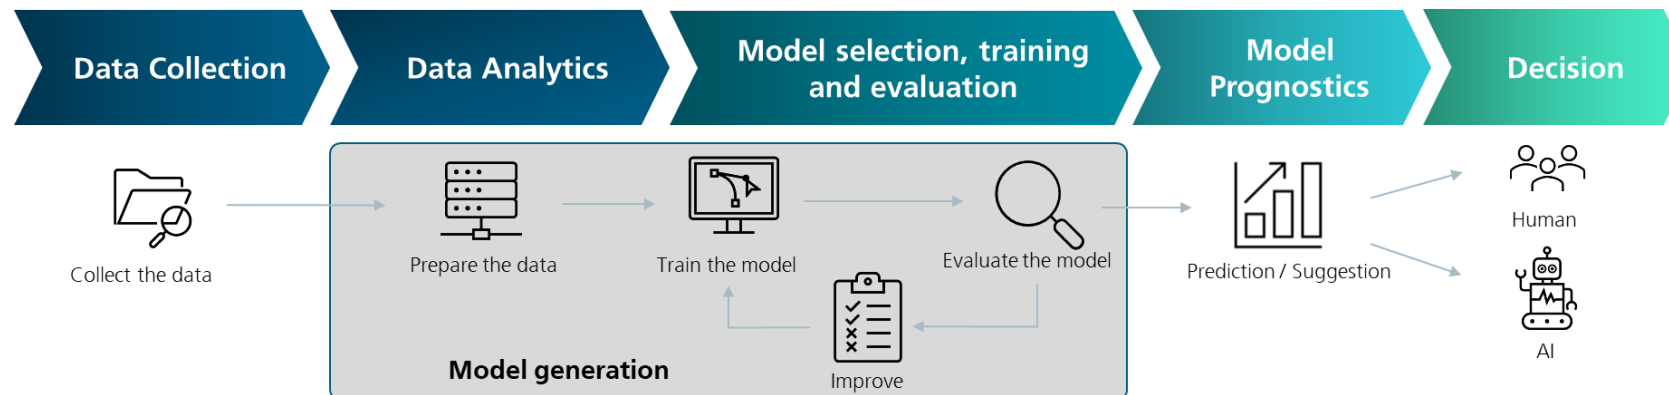 Data Collection
Data Analytics
Model selection, training
and evaluation
Model
Prognostics
Decision
Collect the data
Prepare the data
Train the model
Evaluate the model
Improve
Model generation
Prediction / Suggestion
Human
AI